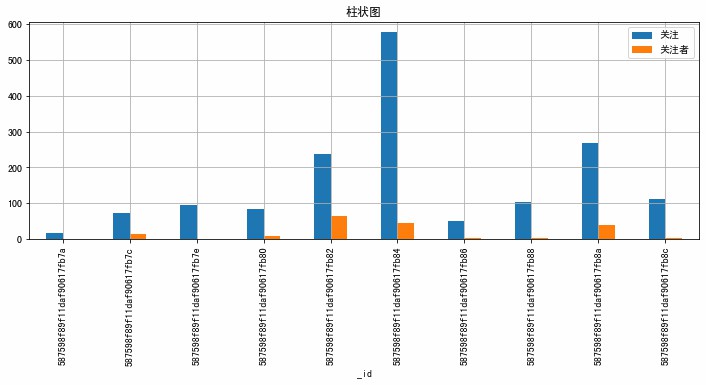 柱状图
关注
关注者
600
500
400
300
200
100
0
587598f89f11daf90617fb7a
587598f89f11daf90617fb7c
587598f89f11daf90617fb7e
587598f89f11daf90617fb80
587598f89f11daf90617fb82
587598f89f11daf90617fb84
587598f89f11daf90617fb86
587598f89f11daf90617fb88
587598f89f11daf90617fb8a
587598f89f11daf90617fb8c
_id